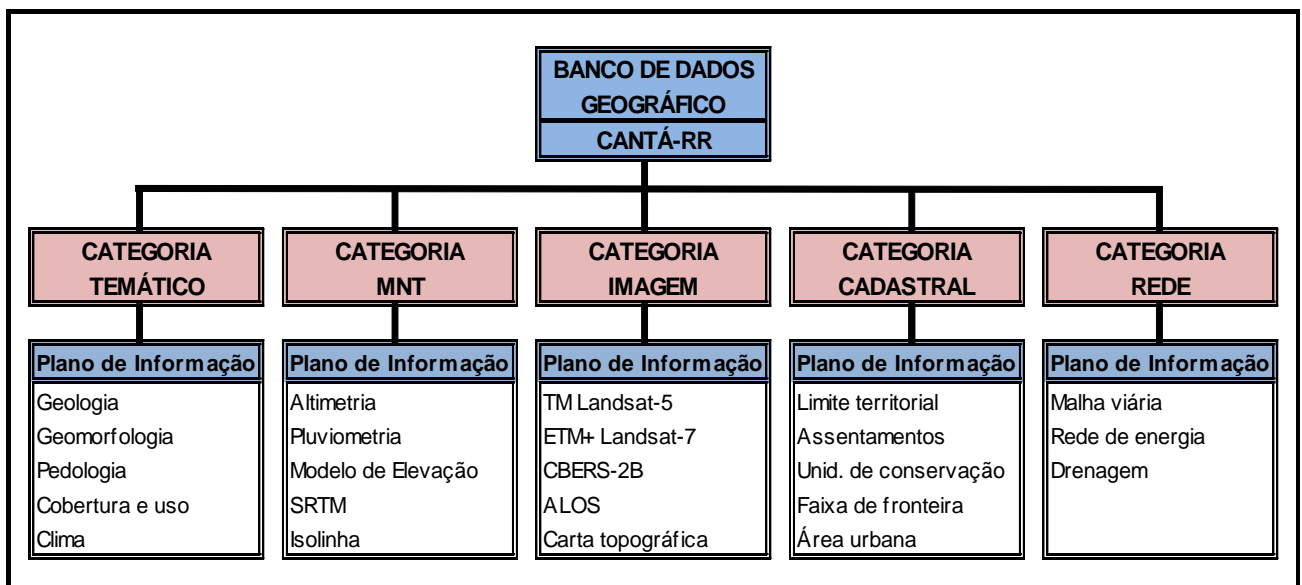 BANCO DE DADOS
GEOGRÁFICO
CANTÁ-RR
CATEGORIA
TEMÁTICO
Plano de Informação
Geologia
Geomorfologia
Pedologia
Cobertura e uso
Clima
CATEGORIA
MNT
Plano de Informação
Altimetria
Pluviometria
Modelo de Elevação
SRTM
Isolinha
CATEGORIA
IMAGEM
Plano de Informação
TM Landsat-5
ETM+ Landsat-7
CBERS-2B
ALOS
Carta topográfica
CATEGORIA
CADASTRAL
Plano de Informação
Limite territorial
Assentamentos
Unid. de conservação
Faixa de fronteira
Área urbana
CATEGORIA
REDE
Plano de Informação
Malha viária
Rede de energia
Drenagem